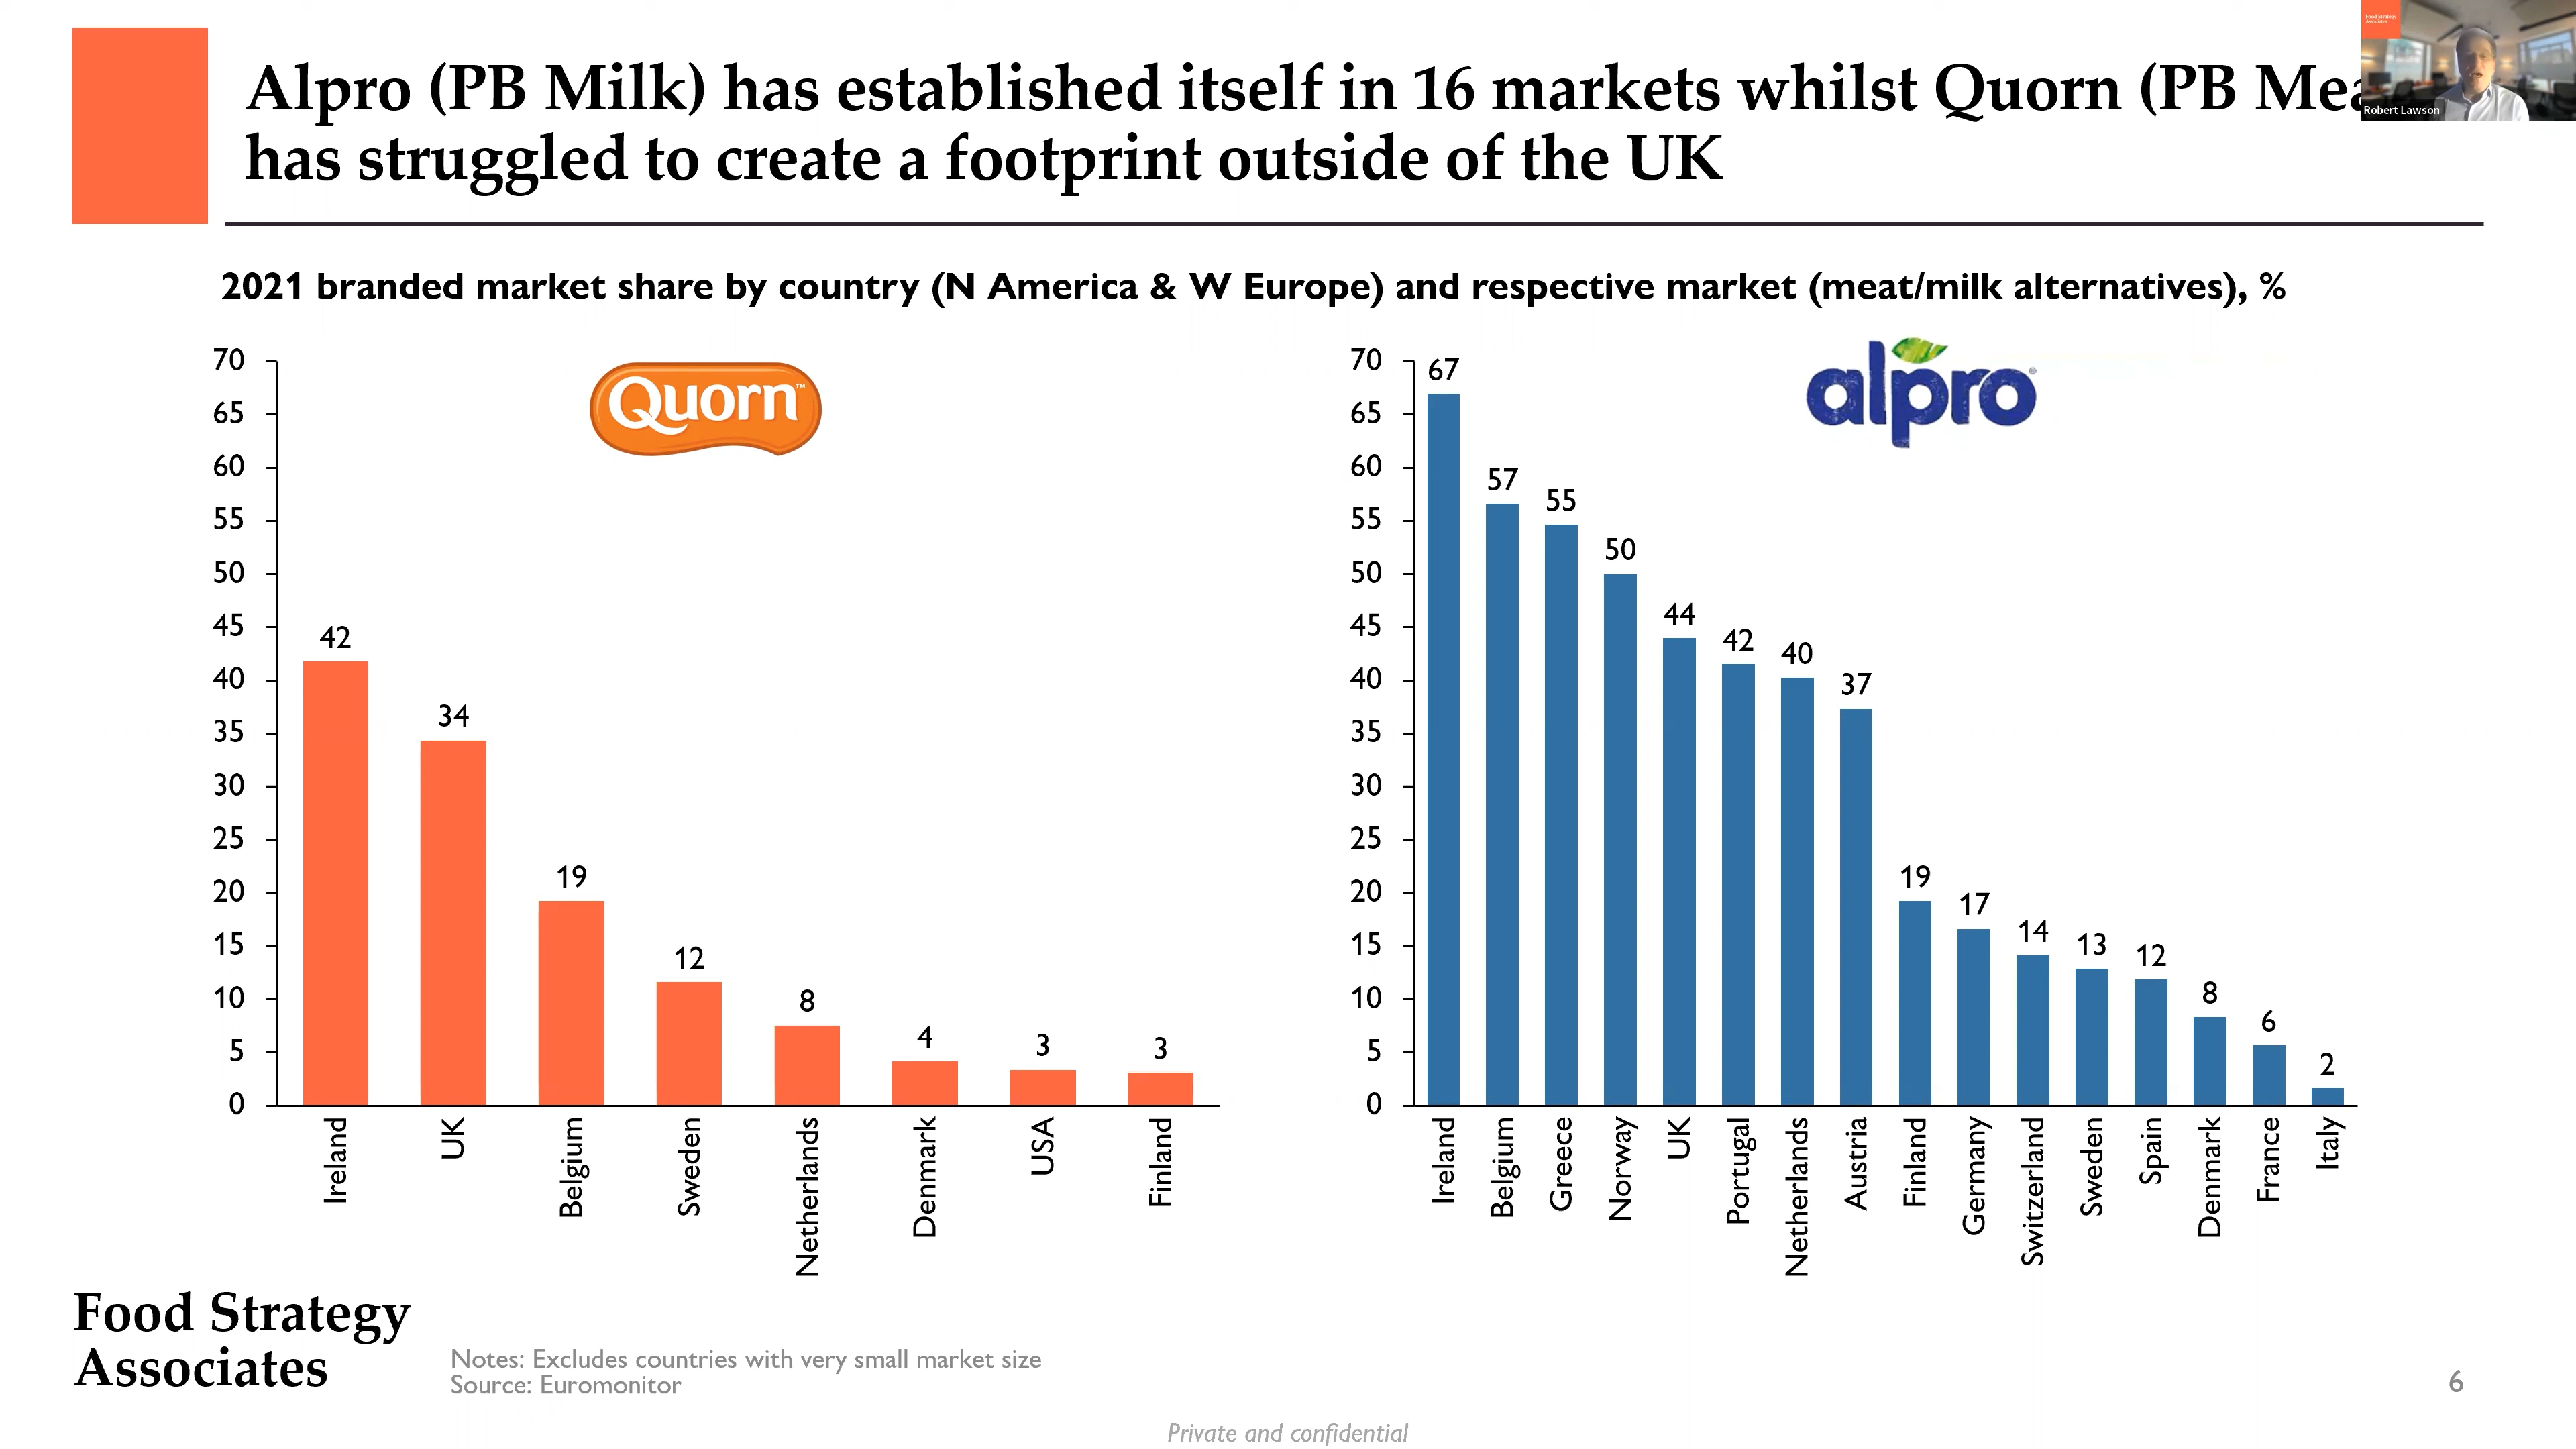 Alpro (PB Milk) has established itself in 16 markets whilst Quorn (PB
has struggled to create a footprint outside of the UK
Food Strategy
Associates
Robert Lawson
2021 branded market share by country (N America & W Europe) and respective market (meat/milk alternatives), %
Quorn™
70
65
60
55
50
45
40
35
30
25
20
15
10
5
0
42
34
19
12
8
4
3
3
Ireland
UK
Belgium
Sweden
Netherlands
Denmark
USA
Finland
alpro®
70
65
60
55
50
45
40
35
30
25
20
15
10
5
0
67
57
55
50
44
42
40
37
19
17
14
13
12
8
6
2
Ireland
Belgium
Greece
Norway
UK
Portugal
Netherlands
Austria
Finland
Germany
Switzerland
Sweden
Spain
Denmark
France
Italy
Food Strategy
Associates
Notes: Excludes countries with very small market size
Source: Euromonitor
6
Private and confidential